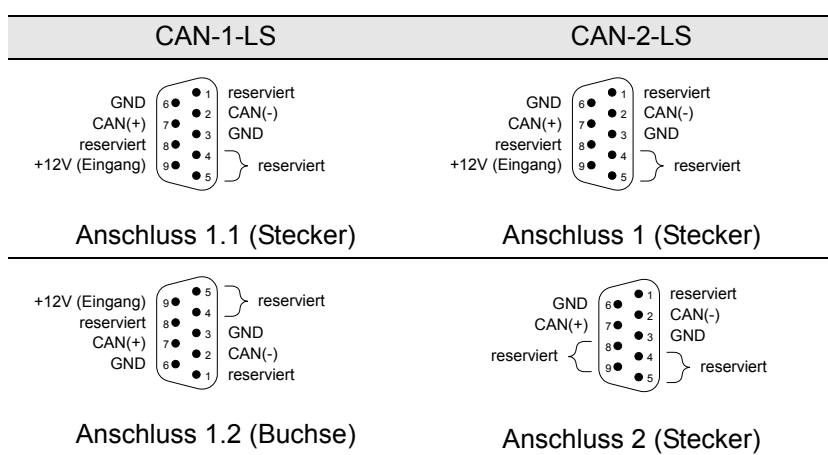 CAN-1-LS
CAN-2-LS
GND
CAN(+)
reserviert
+12V (Eingang)
6
7
8
9
1
2
3
4
5
reserviert
CAN(-)
GND
reserviert
Anschluss 1.1 (Stecker)
GND
CAN(+)
reserviert
+12V (Eingang)
6
7
8
9
1
2
3
4
5
reserviert
CAN(-)
GND
reserviert
Anschluss 1 (Stecker)
+12V (Eingang)
reserviert
CAN(+)
GND
9
8
7
6
5
4
3
2
1
reserviert
GND
CAN(-)
reserviert
Anschluss 1.2 (Buchse)
GND
CAN(+)
reserviert
6
7
8
9
1
2
3
4
5
reserviert
CAN(-)
GND
reserviert
Anschluss 2 (Stecker)